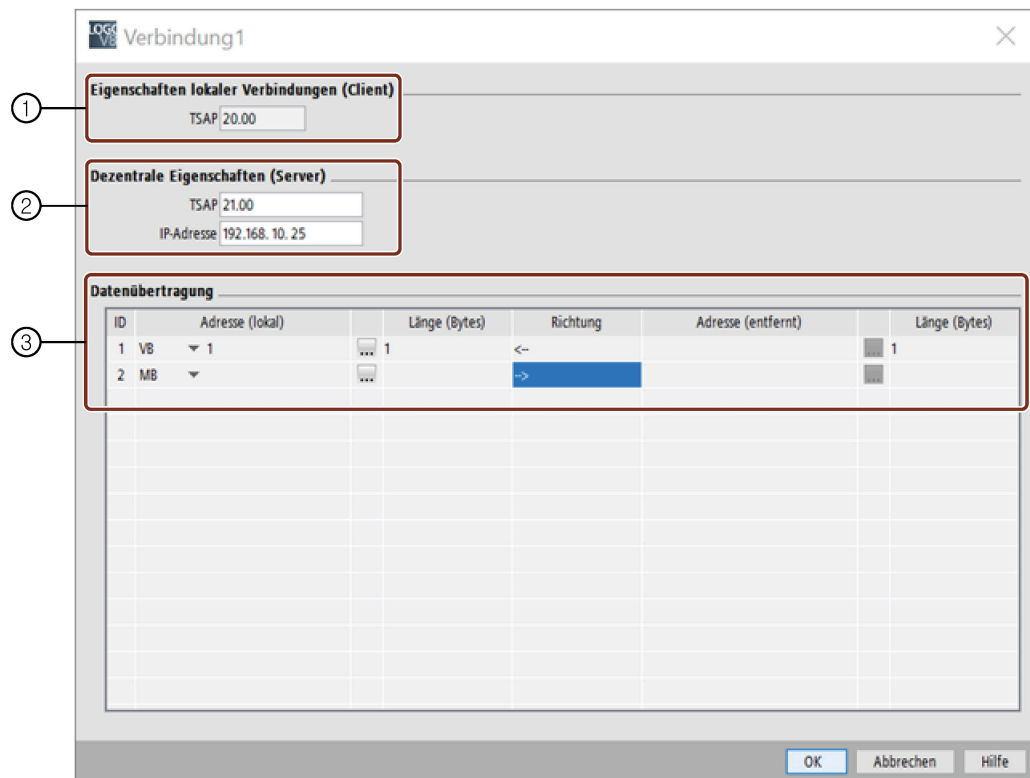 LOGO VB Verbindung1
① Eigenschaften lokaler Verbindungen (Client)
TSAP 20.00
② Dezentrale Eigenschaften (Server)
TSAP 21.00
IP-Adresse 192.168. 10. 25
③ Datenübertragung
ID Adresse (lokal) Länge (Bytes) Richtung Adresse (entfernt) Länge (Bytes)
1 VB 1 ... 1 <-- ... 1
2 MB ... --> ...
OK Abbrechen Hilfe